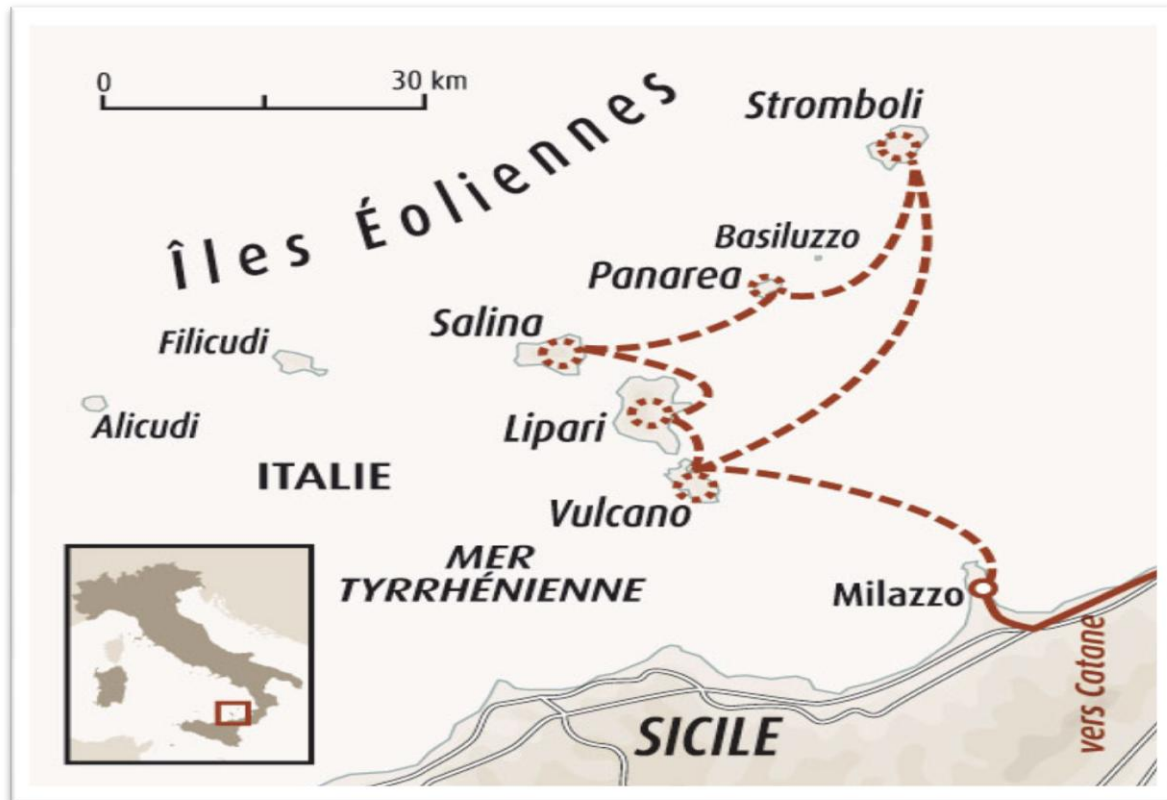 0 30 km
Îles Éoliennes
Stromboli
Basiluzzo
Panarea
Salina
Filicudi
Alicudi
Lipari
ITALIE
Vulcano
MER
TYRRHÉNIENNE
Milazzo
vers Catane
SICILE